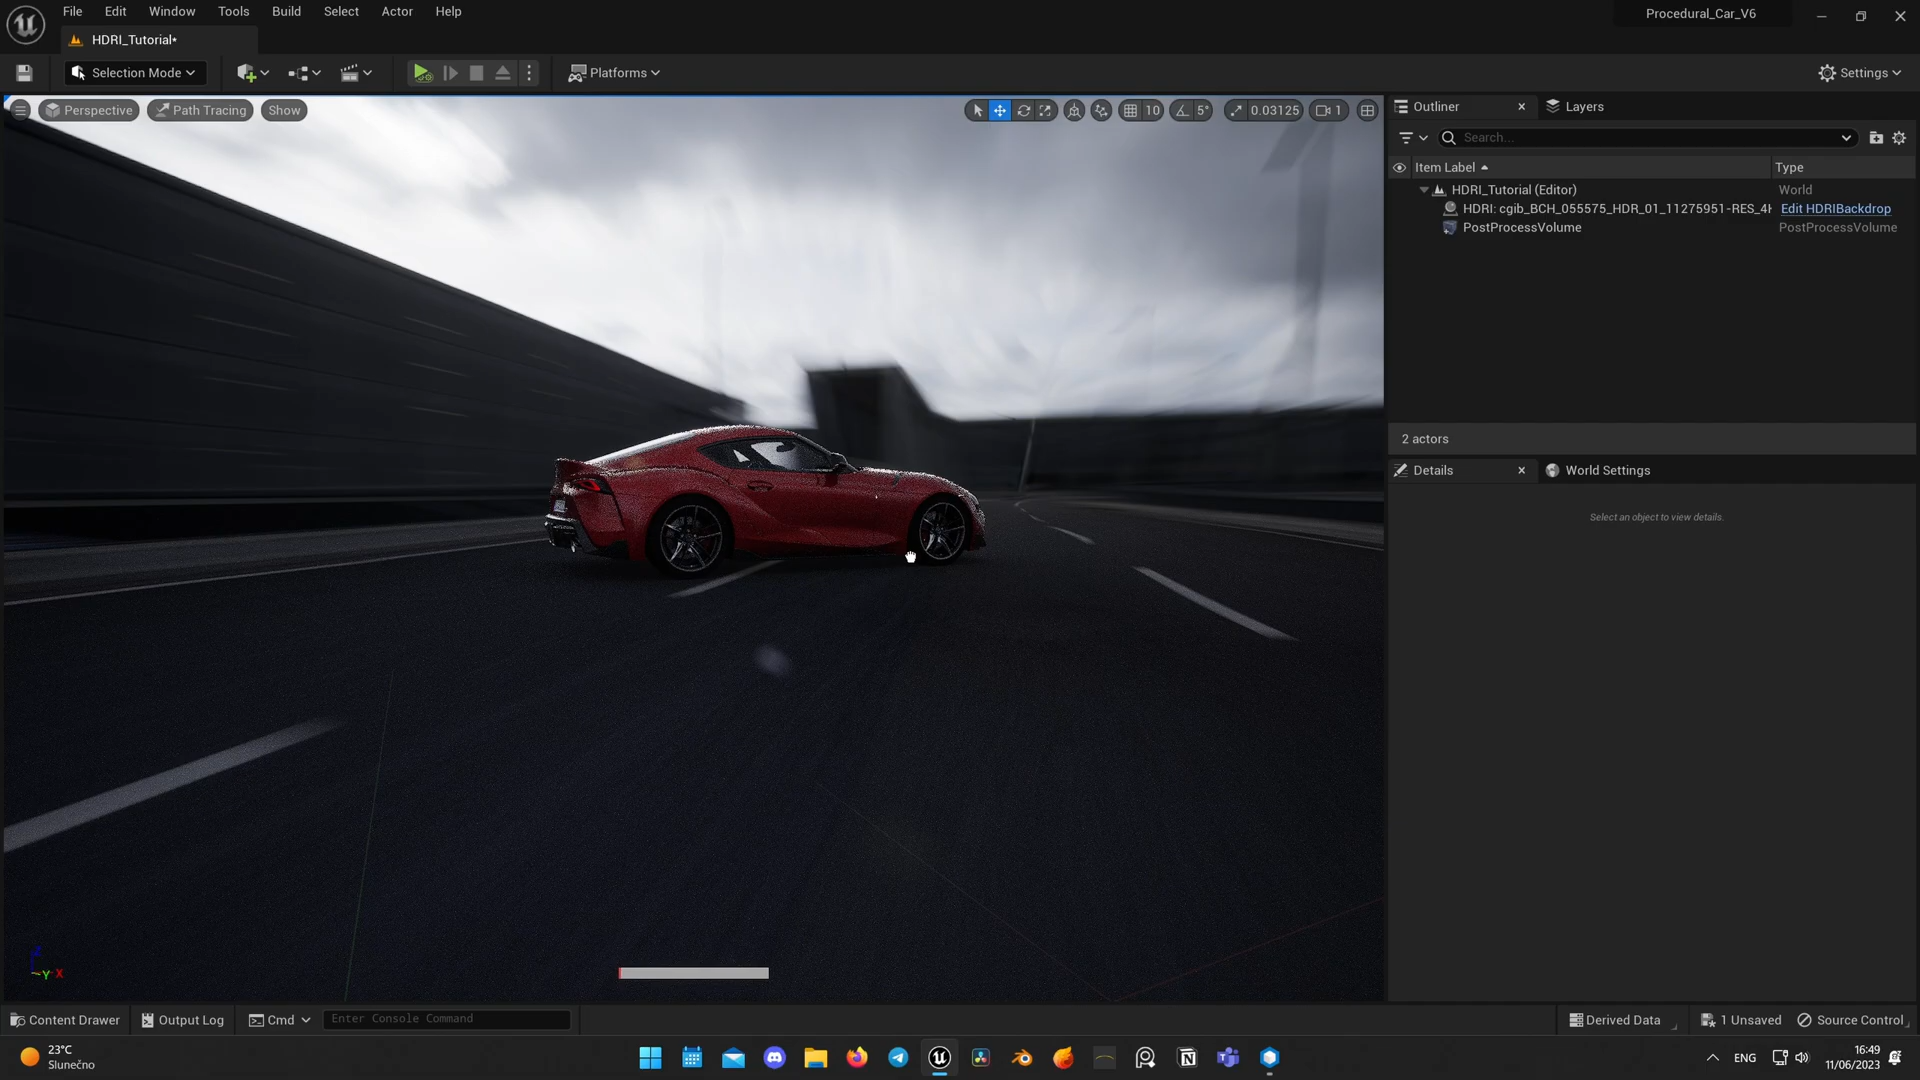 File Edit Window Tools Build Select Actor Help
Procedural_Car_V6
HDRI_Tutorial*
Selection Mode
Platforms
Settings
Perspective
Path Tracing
Show
10
5°
0.03125
1
Outliner
Layers
Search...
Item Label
Type
HDRI_Tutorial (Editor)
World
HDRI: cgib_BCH_055575_HDR_01_11275951-RES_4K
Edit HDRIBackdrop
PostProcessVolume
PostProcessVolume
2 actors
Details
World Settings
Select an object to view details.
Z
Y
X
Content Drawer
Output Log
Cmd
Enter Console Command
Derived Data
1 Unsaved
Source Control
23°C
Slunečno
ENG
16:49
11/06/2023